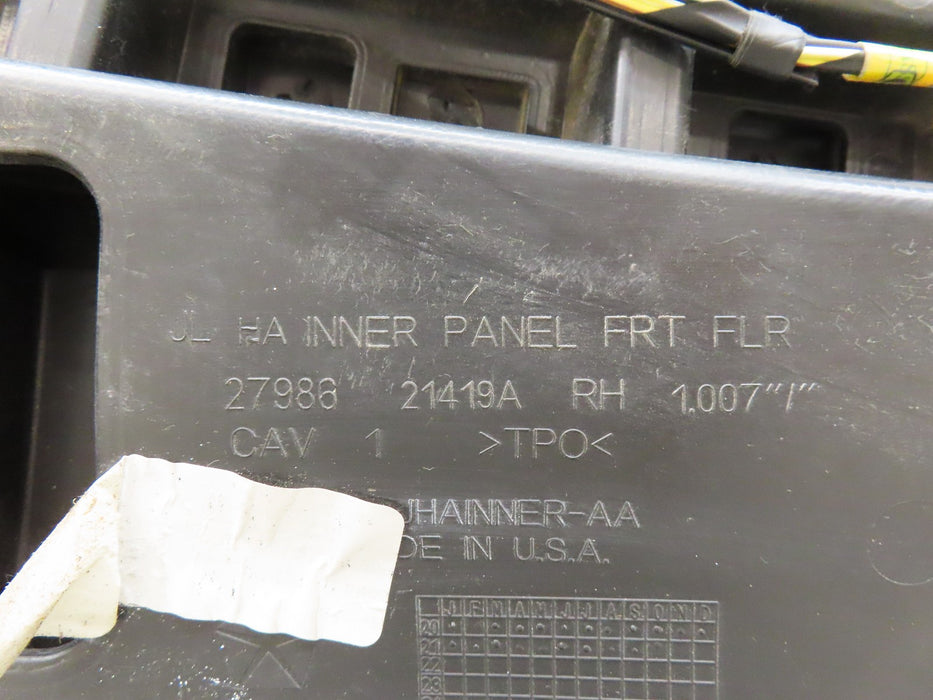 JL HA INNER PANEL FRT FLR
27986 21419A RH 1.007"/"
CAV 1 >TPO<
JHAINNER-AA
DE IN U.S.A.
J F M A M J J A S O N D